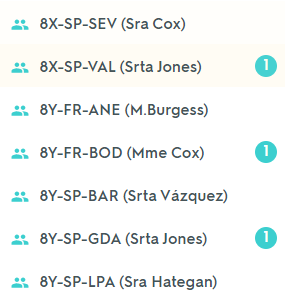 8X-SP-SEV (Sra Cox)
8X-SP-VAL (Srta Jones) 1
8Y-FR-ANE (M.Burgess)
8Y-FR-BOD (Mme Cox) 1
8Y-SP-BAR (Srta Vázquez)
8Y-SP-GDA (Srta Jones) 1
8Y-SP-LPA (Sra Hategan)